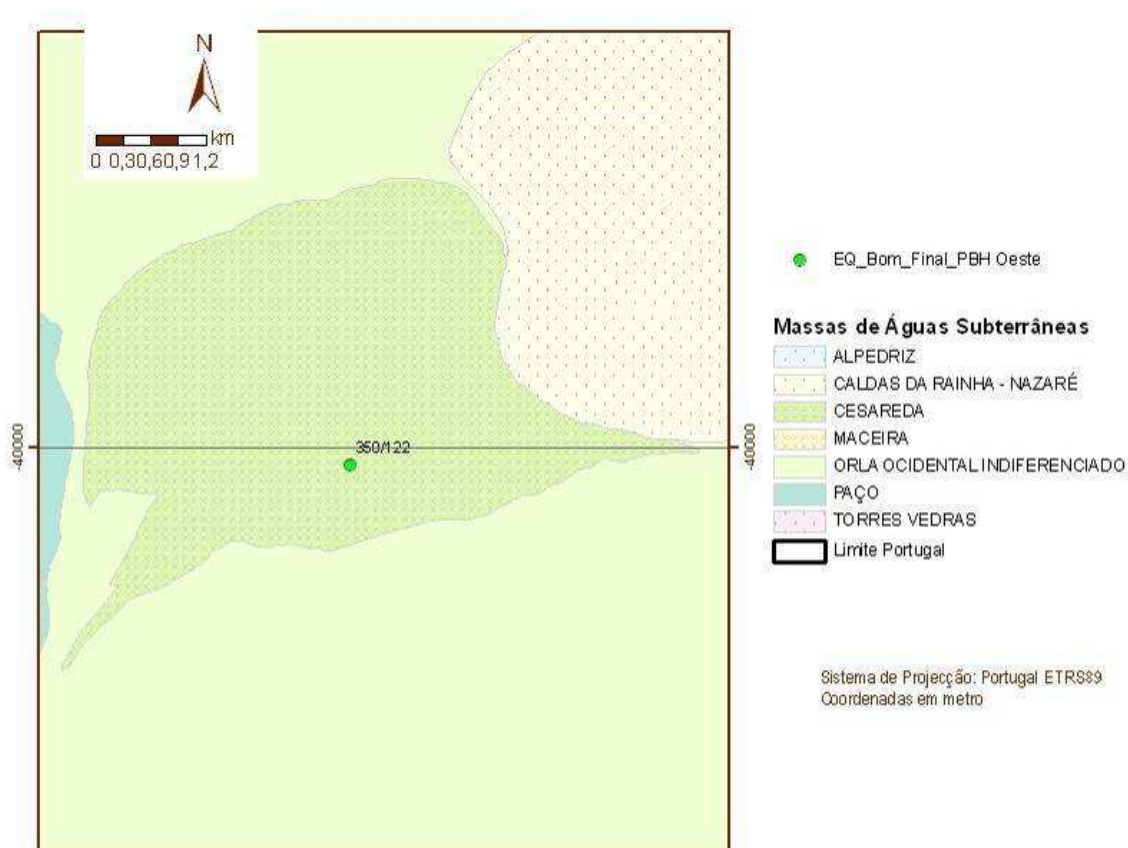 N
km
0 0,30,60,91,2
-40000
350/122
-40000
EQ_Bom_Final_PBH Oeste
Massas de Águas Subterrâneas
ALPEDRIZ
CALDAS DA RAINHA - NAZARÉ
CESAREDA
MACEIRA
ORLA OCIDENTAL INDIFERENCIADO
PAÇO
TORRES VEDRAS
Limite Portugal
Sistema de Projecção: Portugal ETRS89
Coordenadas em metro